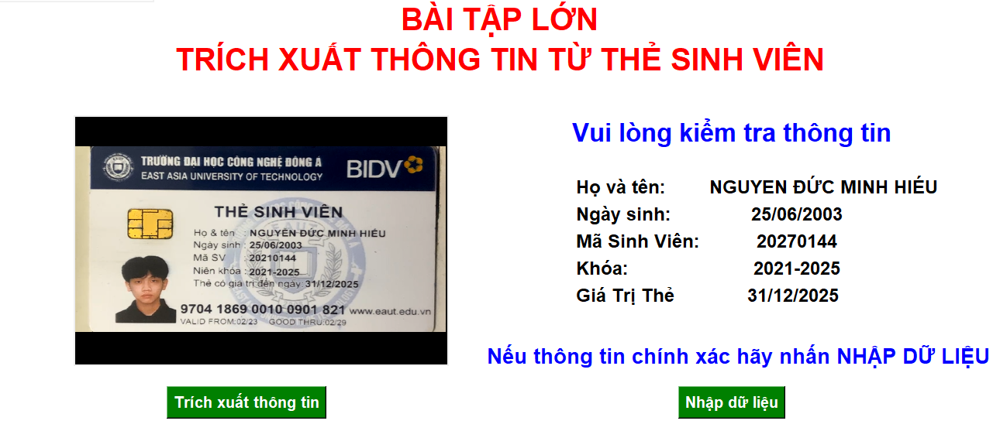 BÀI TẬP LỚN
TRÍCH XUẤT THÔNG TIN TỪ THẺ SINH VIÊN
TRƯỜNG ĐẠI HỌC CÔNG NGHỆ ĐÔNG Á
EAST ASIA UNIVERSITY OF TECHNOLOGY
BIDV
THẺ SINH VIÊN
Họ & tên : NGUYỄN ĐỨC MINH HIẾU
Ngày sinh : 25/06/2003
Mã SV : 20210144
Niên khóa : 2021-2025
Thẻ có giá trị đến ngày: 31/12/2025
9704 1869 0010 0901 821 www.eaut.edu.vn
VALID FROM:02/23 GOOD THRU:02/29
Vui lòng kiểm tra thông tin
Họ và tên: NGUYEN ĐỨC MINH HIÉU
Ngày sinh: 25/06/2003
Mã Sinh Viên: 20270144
Khóa: 2021-2025
Giá Trị Thẻ 31/12/2025
Nếu thông tin chính xác hãy nhấn NHẬP DỮ LIỆU
Trích xuất thông tin
Nhập dữ liệu